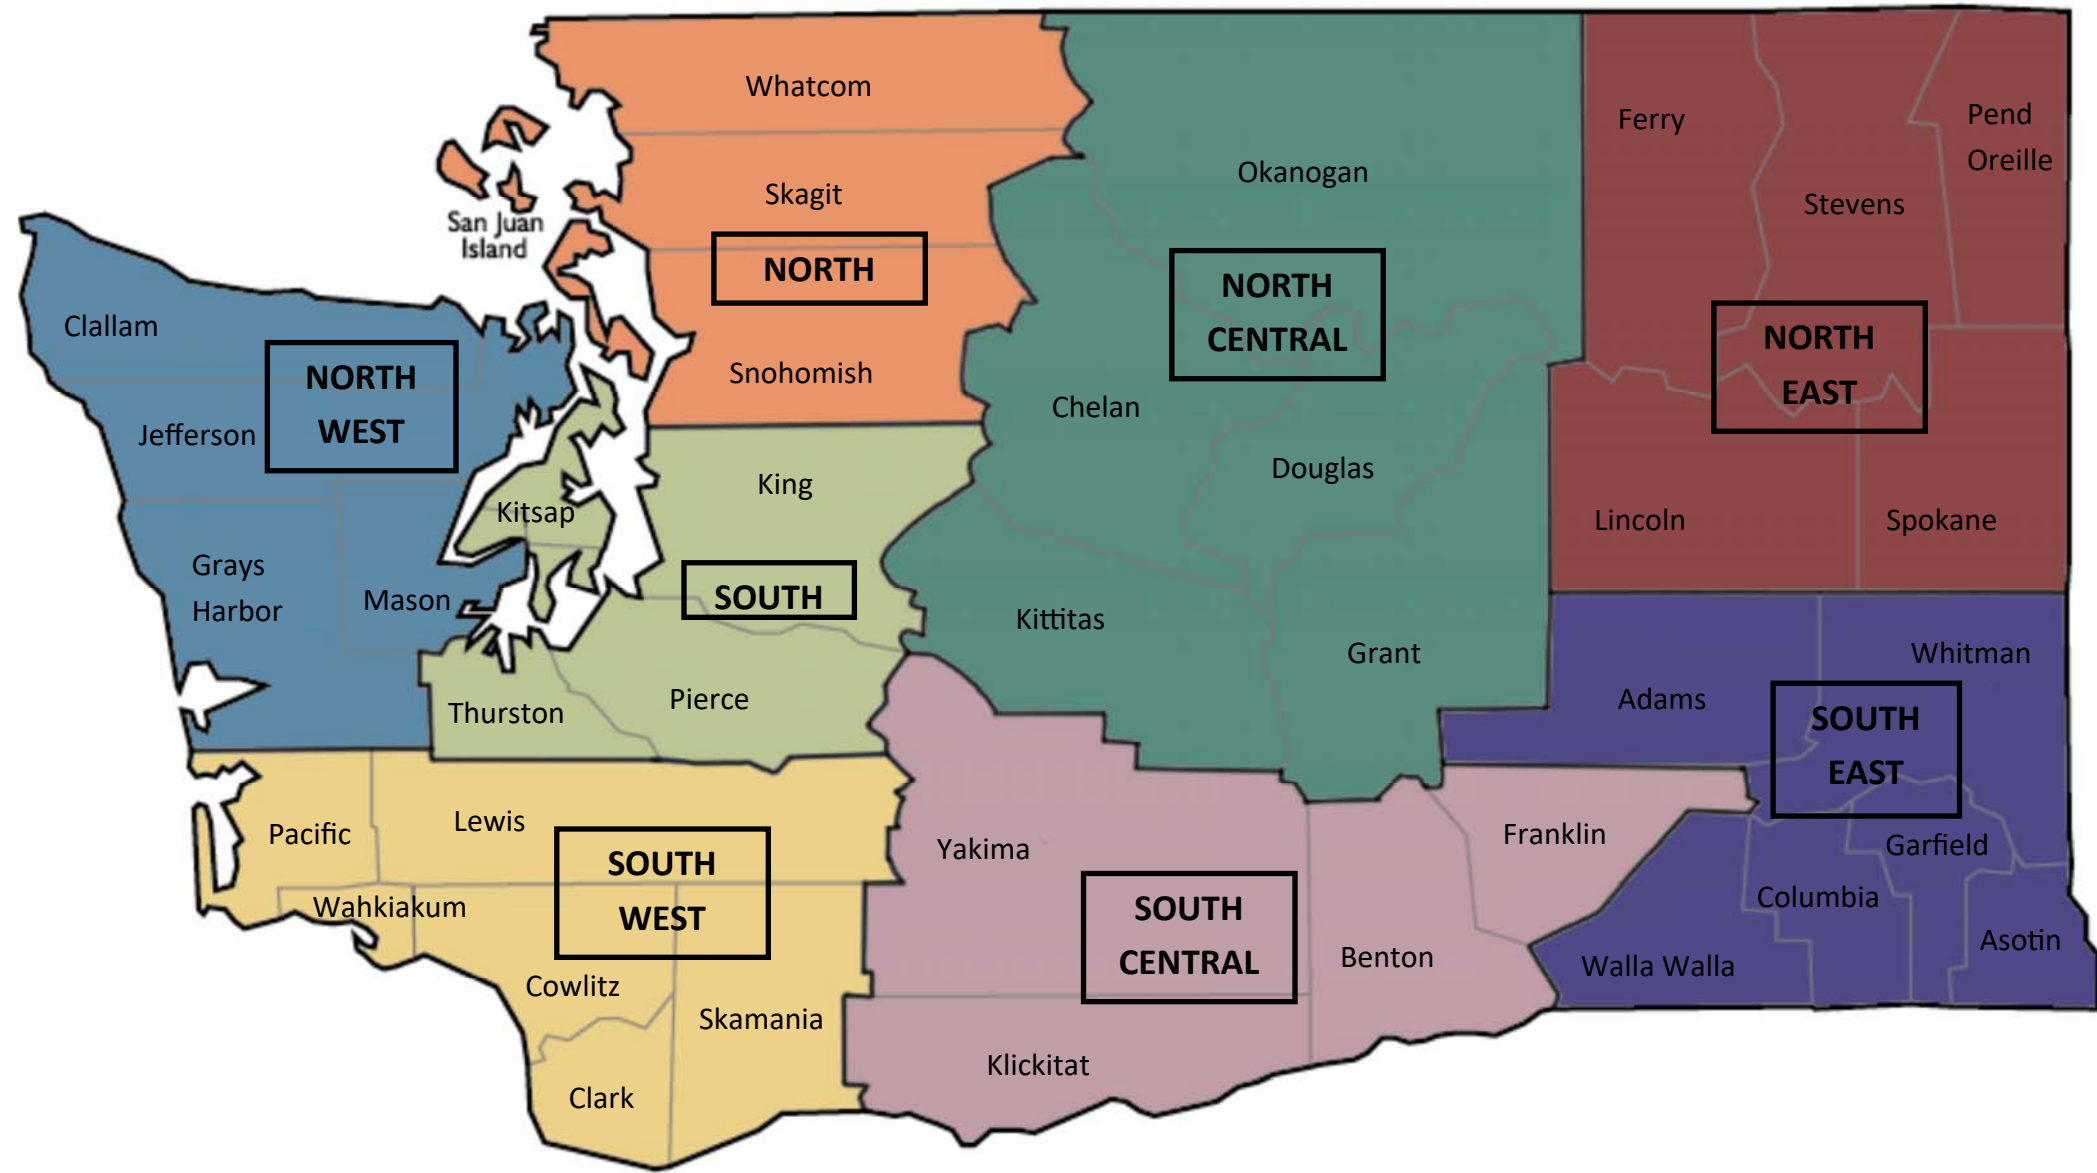 Whatcom
Skagit
San Juan
Island
NORTH
Snohomish
Okanogan
NORTH
CENTRAL
Chelan
Douglas
Kittitas
Grant
Ferry
Stevens
Pend
Oreille
NORTH
EAST
Lincoln
Spokane
Clallam
NORTH
WEST
Jefferson
Grays
Harbor
Mason
Kitsap
King
SOUTH
Pierce
Thurston
Pacific
Lewis
SOUTH
WEST
Wahkiakum
Cowlitz
Skamania
Clark
Yakima
SOUTH
CENTRAL
Klickitat
Benton
Franklin
Adams
Whitman
SOUTH
EAST
Garfield
Columbia
Asotin
Walla Walla